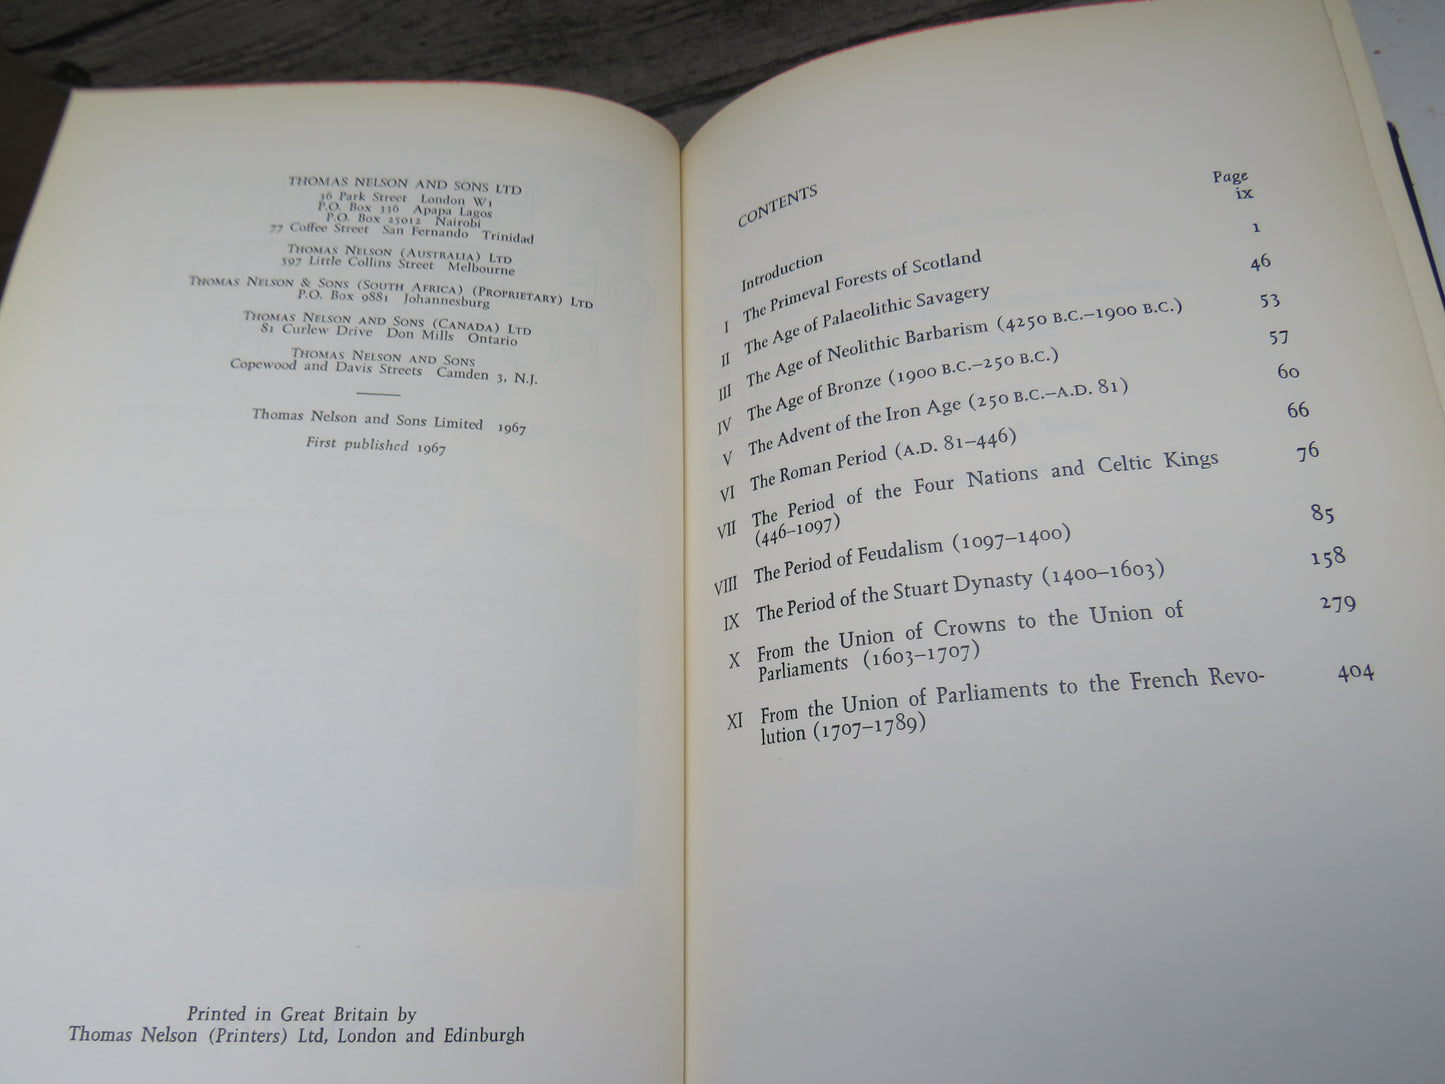 THOMAS NELSON AND SONS LTD
36 Park Street London W1
P.O. Box 336 Apapa Lagos
P.O. Box 25012 Nairobi
77 Coffee Street San Fernando Trinidad
THOMAS NELSON (AUSTRALIA) LTD
597 Little Collins Street Melbourne
THOMAS NELSON & SONS (SOUTH AFRICA) (PROPRIETARY) LTD
P.O. Box 9881 Johannesburg
THOMAS NELSON AND SONS (CANADA) LTD
81 Curlew Drive Don Mills Ontario
THOMAS NELSON AND SONS
Copewood and Davis Streets Camden 3, N.J.
Thomas Nelson and Sons Limited 1967
First published 1967
Printed in Great Britain by
Thomas Nelson (Printers) Ltd, London and Edinburgh
CONTENTS
Page
Introduction ix
I The Primeval Forests of Scotland 1
II The Age of Palaeolithic Savagery 46
III The Age of Neolithic Barbarism (4250 B.C.–1900 B.C.) 53
IV The Age of Bronze (1900 B.C.–250 B.C.) 57
V The Advent of the Iron Age (250 B.C.–A.D. 81) 60
VI The Roman Period (A.D. 81–446) 66
VII The Period of the Four Nations and Celtic Kings
(446–1097) 76
VIII The Period of Feudalism (1097–1400) 85
IX The Period of the Stuart Dynasty (1400–1603) 158
X From the Union of Crowns to the Union of
Parliaments (1603–1707) 279
XI From the Union of Parliaments to the French Revo-
lution (1707–1789) 404